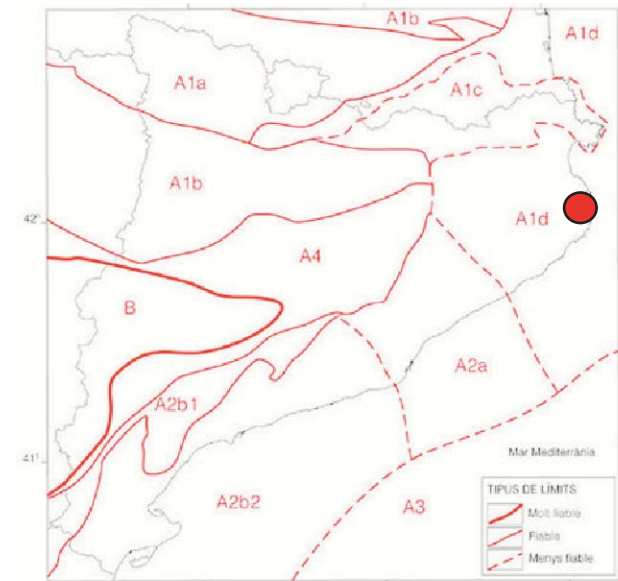 A1b
A1d
A1a
A1c
A1b
42°
A1d
A4
B
A2a
A2b1
41°
Mar Mediterrània
A2b2
A3
TIPUS DE LÍMITS
Molt fiable
Fiable
Menys fiable